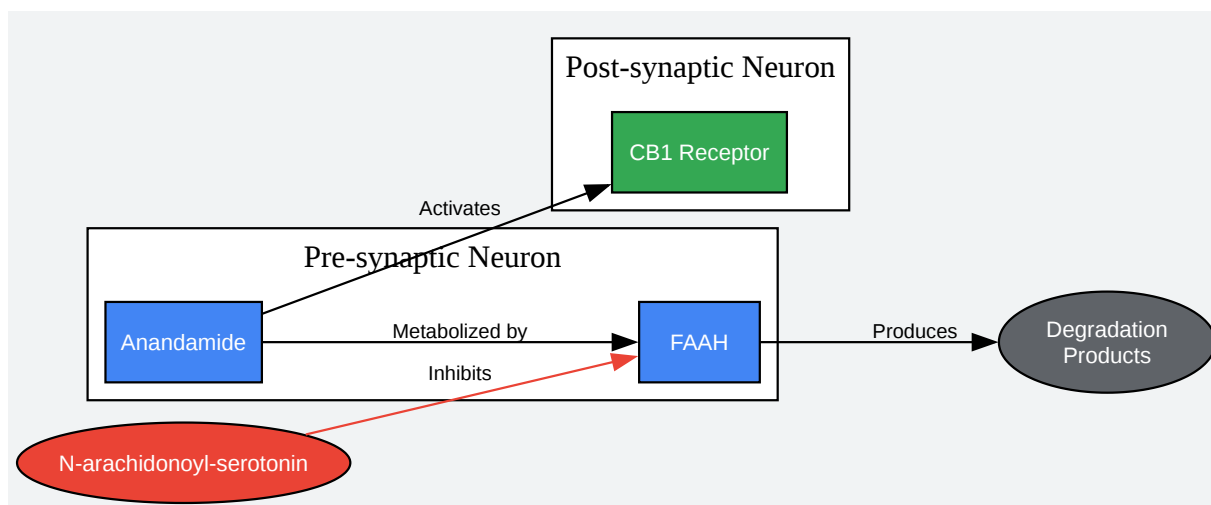 Post-synaptic Neuron
CB1 Receptor
Activates
Pre-synaptic Neuron
Anandamide
Metabolized by
FAAH
Produces
Degradation
Products
Inhibits
N-arachidonoyl-serotonin